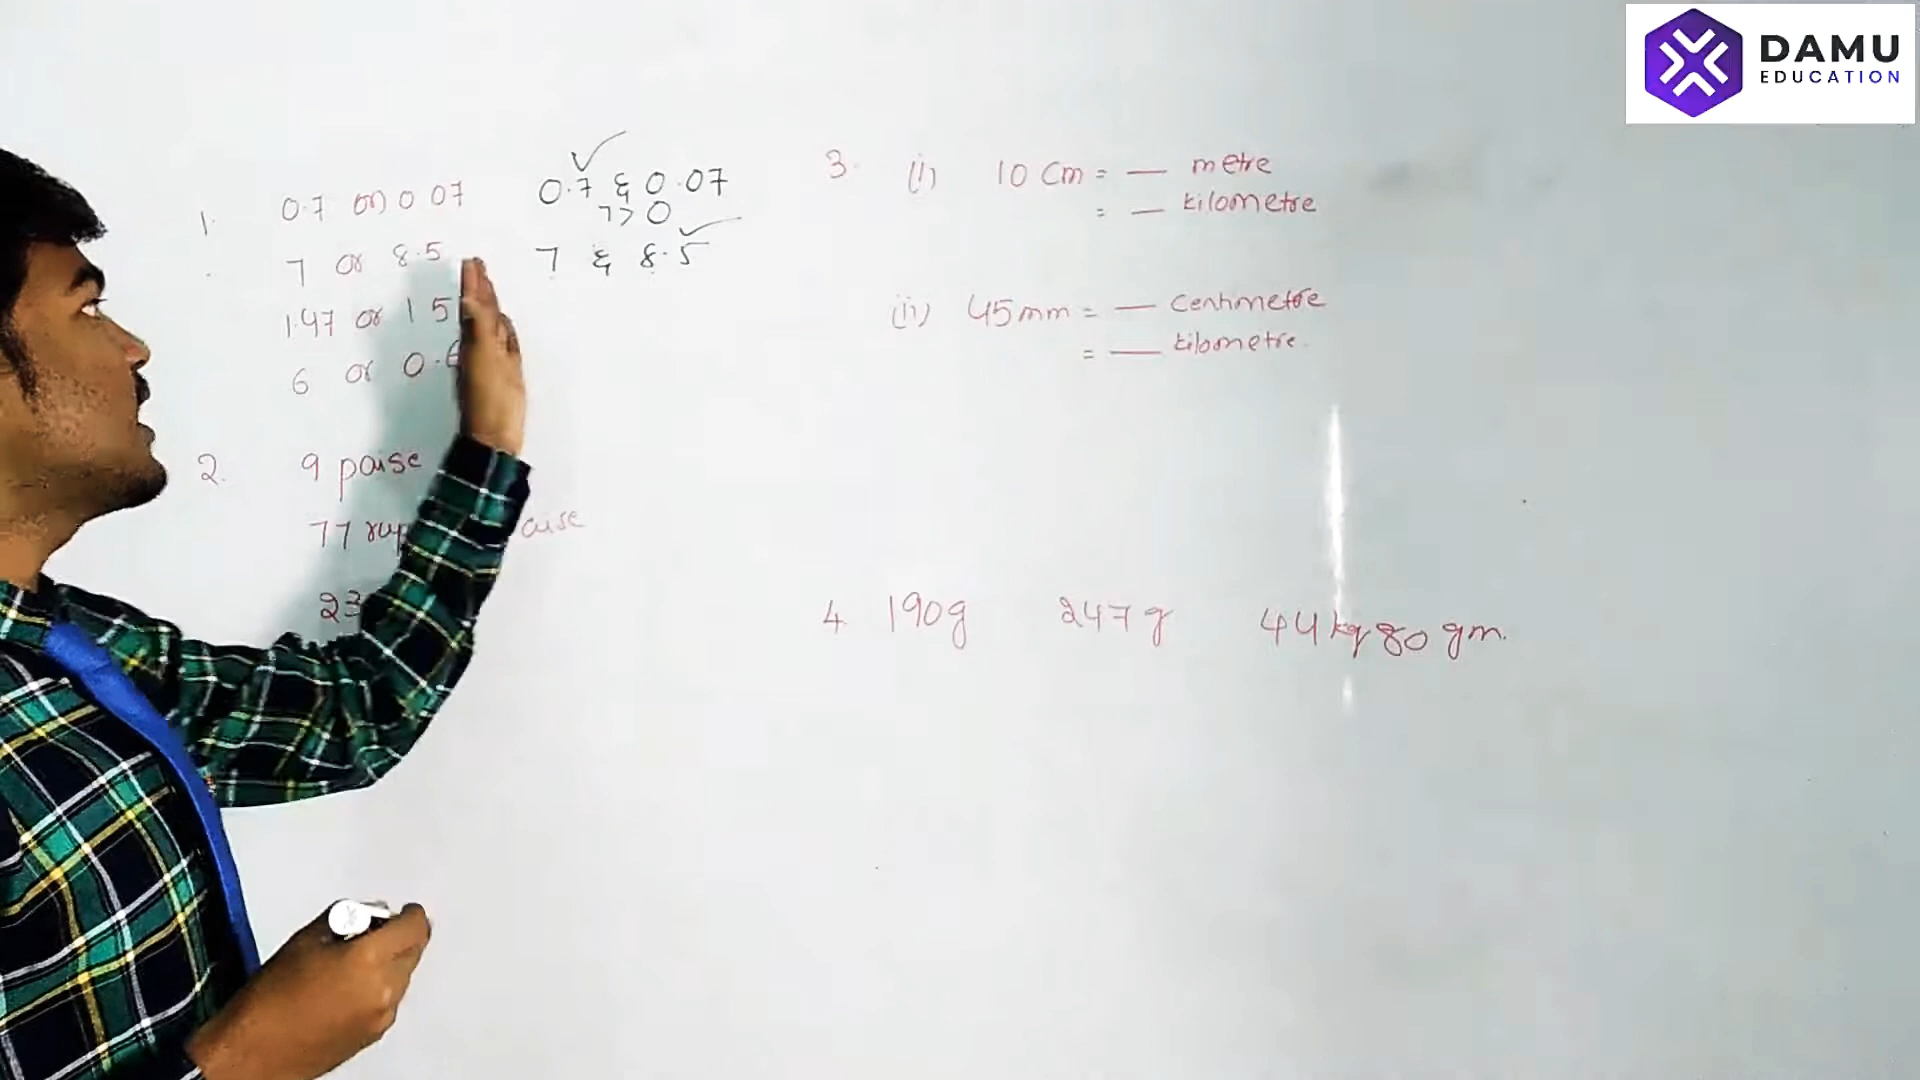 DAMU
EDUCATION
1. 0.7 or 0.07
7 or 8.5
1.47 or 1.5
6 or 0.6
0.7 & 0.07
7 > 0
7 & 8.5
2. 9 paise
77
23
3. (i) 10 Cm = — metre
= — kilometre
(ii) 45mm = — Centimetre
= — kilometre.
4 190g 247g 44kg 80 gm.